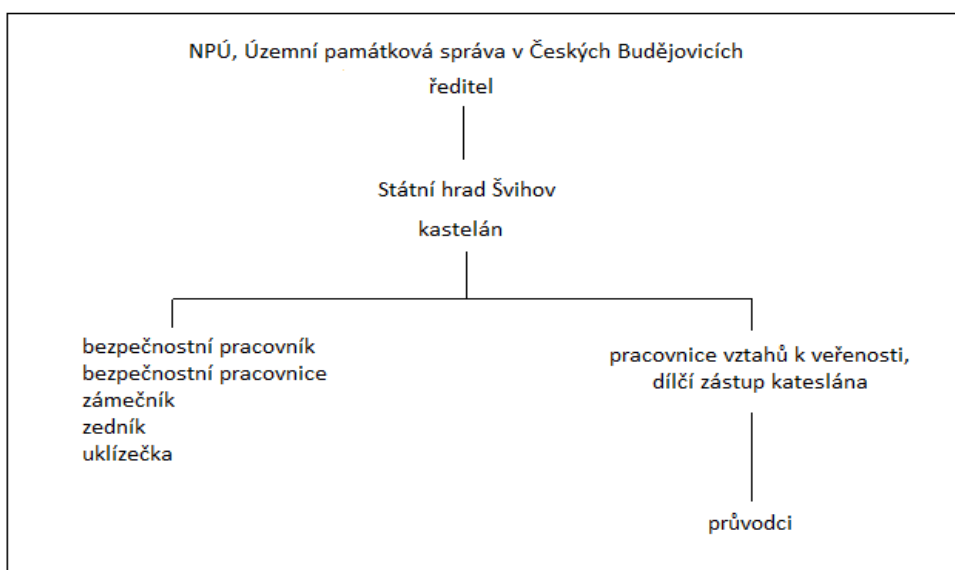 NPÚ, Územní památková správa v Českých Budějovicích
ředitel
Státní hrad Švihov
kastelán
bezpečnostní pracovník
bezpečnostní pracovnice
zámečník
zedník
uklízečka
pracovnice vztahů k veřenosti,
dílčí zástup kateslána
průvodci